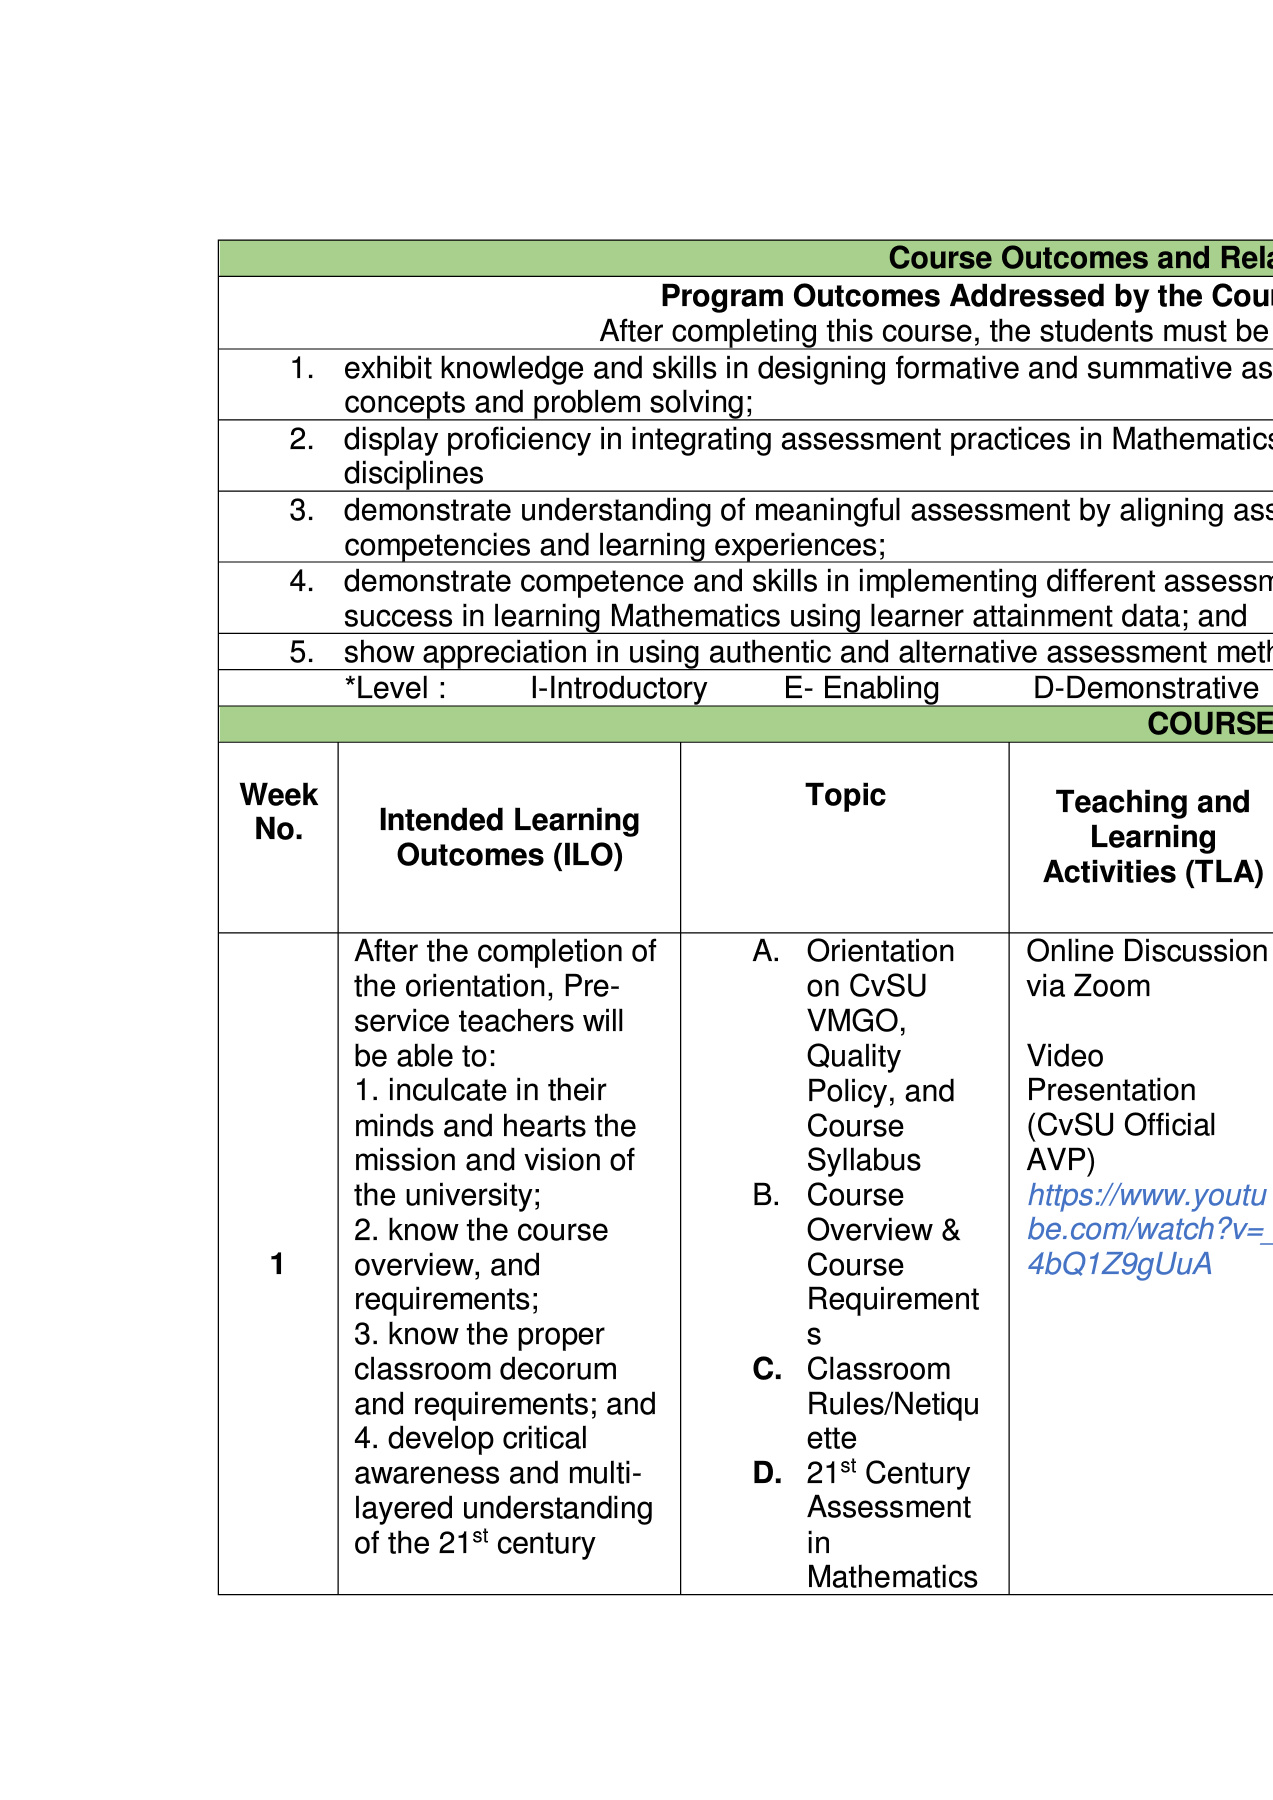 Course Outcomes and Rela
Program Outcomes Addressed by the Cour
After completing this course, the students must be
1. exhibit knowledge and skills in designing formative and summative as
concepts and problem solving;
2. display proficiency in integrating assessment practices in Mathematics
disciplines
3. demonstrate understanding of meaningful assessment by aligning ass
competencies and learning experiences;
4. demonstrate competence and skills in implementing different assessm
success in learning Mathematics using learner attainment data; and
5. show appreciation in using authentic and alternative assessment meth
*Level : I-Introductory E- Enabling D-Demonstrative
COURSE
Week
No.
Intended Learning
Outcomes (ILO)
Topic
Teaching and
Learning
Activities (TLA)
1
After the completion of
the orientation, Pre-
service teachers will
be able to:
1. inculcate in their
minds and hearts the
mission and vision of
the university;
2. know the course
overview, and
requirements;
3. know the proper
classroom decorum
and requirements; and
4. develop critical
awareness and multi-
layered understanding
of the 21st century
A. Orientation
on CvSU
VMGO,
Quality
Policy, and
Course
Syllabus
B. Course
Overview &
Course
Requirement
s
C. Classroom
Rules/Netiqu
ette
D. 21st Century
Assessment
in
Mathematics
Online Discussion
via Zoom
Video
Presentation
(CvSU Official
AVP)
https://www.youtu
be.com/watch?v=_
4bQ1Z9gUuA